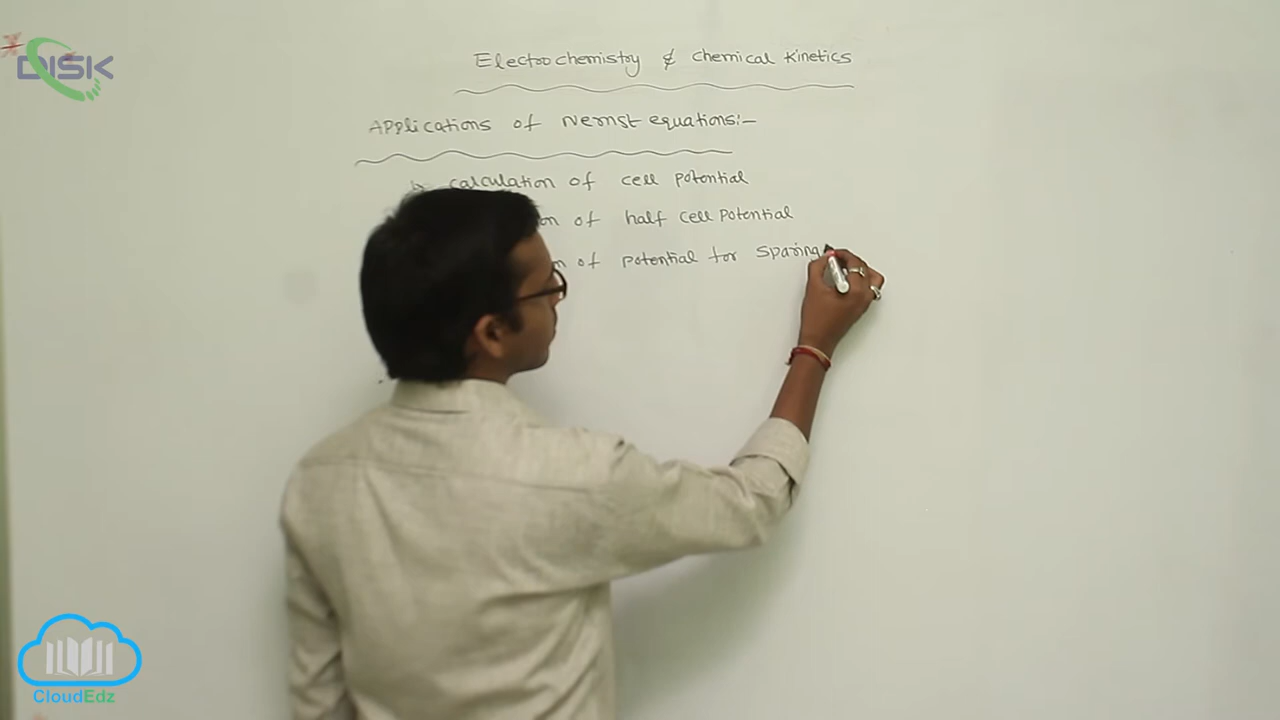 DISK
Electrochemistry & chemical Kinetics
Applications of Nernst equations:-
calculation of cell potential
on of half cell potential
n of potential for sparing
CloudEdz